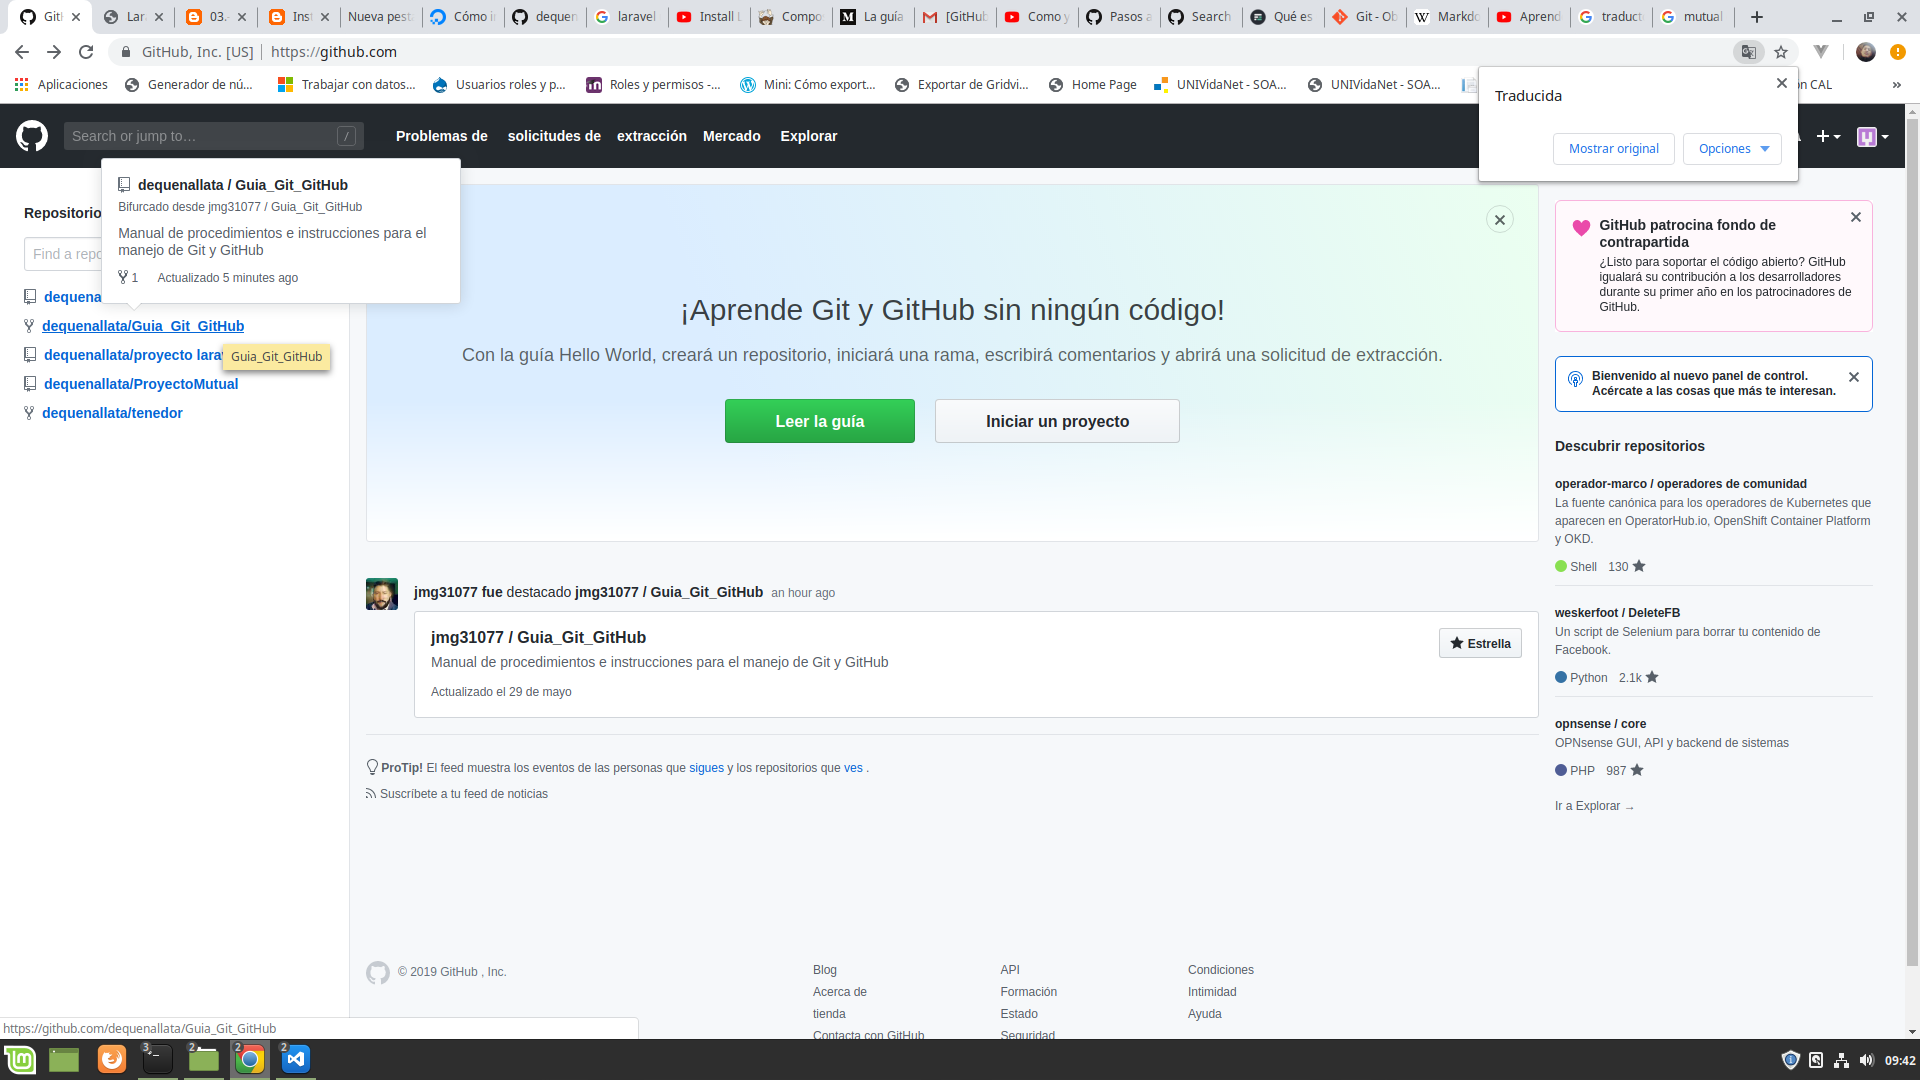 Git
Lar
03.-
Inst
Nueva pest
Cómo i
dequen
laravel
Install L
Compo
La guía
[GitHub
Como y
Pasos a
Search
Qué es
Git - Ob
Markdo
Aprend
traduct
mutual
GitHub, Inc. [US]
https://github.com
Aplicaciones
Generador de nú...
Trabajar con datos...
Usuarios roles y p...
Roles y permisos -...
Mini: Cómo export...
Exportar de Gridvi...
Home Page
UNIVidaNet - SOA...
UNIVidaNet - SOA...
ón CAL
»
Traducida
Mostrar original
Opciones
Search or jump to…
/
Problemas de
solicitudes de
extracción
Mercado
Explorar
dequenallata / Guia_Git_GitHub
Bifurcado desde jmg31077 / Guia_Git_GitHub
Manual de procedimientos e instrucciones para el
manejo de Git y GitHub
1
Actualizado 5 minutes ago
Repositorio
Find a repo
dequena
dequenallata/Guia_Git_GitHub
dequenallata/proyecto larav
Guia_Git_GitHub
dequenallata/ProyectoMutual
dequenallata/tenedor
¡Aprende Git y GitHub sin ningún código!
Con la guía Hello World, creará un repositorio, iniciará una rama, escribirá comentarios y abrirá una solicitud de extracción.
Leer la guía
Iniciar un proyecto
jmg31077 fue destacado jmg31077 / Guia_Git_GitHub an hour ago
jmg31077 / Guia_Git_GitHub
Estrella
Manual de procedimientos e instrucciones para el manejo de Git y GitHub
Actualizado el 29 de mayo
ProTip! El feed muestra los eventos de las personas que sigues y los repositorios que ves .
Suscríbete a tu feed de noticias
GitHub patrocina fondo de
contrapartida
¿Listo para soportar el código abierto? GitHub
igualará su contribución a los desarrolladores
durante su primer año en los patrocinadores de
GitHub.
Bienvenido al nuevo panel de control.
Acércate a las cosas que más te interesan.
Descubrir repositorios
operador-marco / operadores de comunidad
La fuente canónica para los operadores de Kubernetes que
aparecen en OperatorHub.io, OpenShift Container Platform
y OKD.
Shell 130
weskerfoot / DeleteFB
Un script de Selenium para borrar tu contenido de
Facebook.
Python 2.1k
opnsense / core
OPNsense GUI, API y backend de sistemas
PHP 987
Ir a Explorar →
© 2019 GitHub , Inc.
Blog
Acerca de
tienda
Contacta con GitHub
API
Formación
Estado
Seguridad
Condiciones
Intimidad
Ayuda
https://github.com/dequenallata/Guia_Git_GitHub
3
2
2
2
09:42